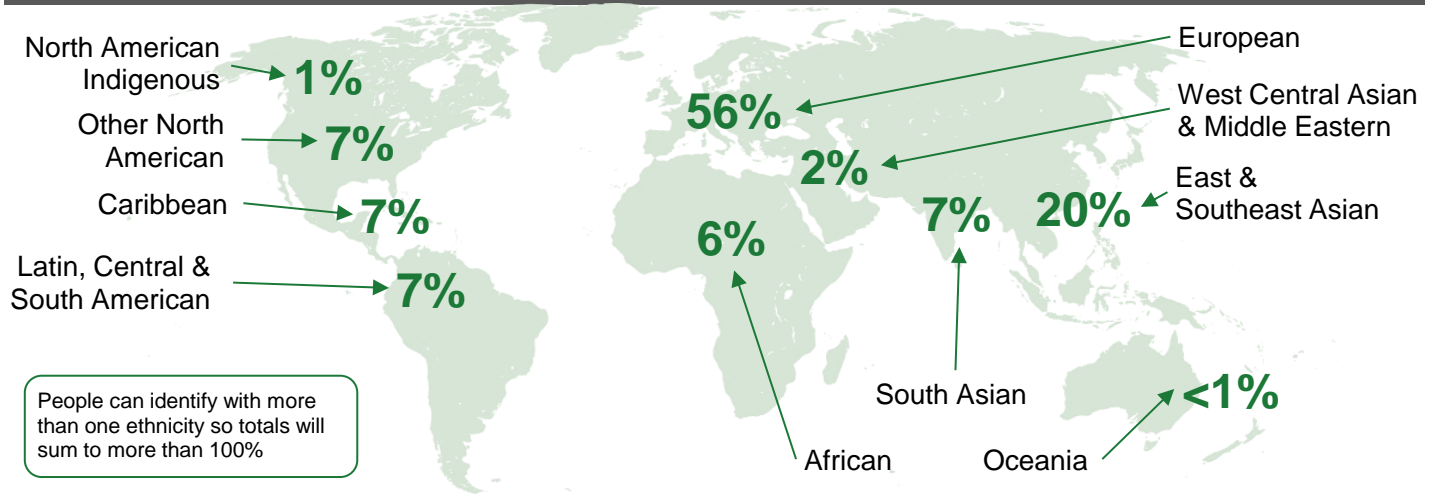 North American
Indigenous
1%
Other North
American
7%
Caribbean
7%
Latin, Central &
South American
7%
European
56%
West Central Asian
& Middle Eastern
2%
East &
Southeast Asian
20%
South Asian
7%
African
6%
Oceania
<1%
People can identify with more
than one ethnicity so totals will
sum to more than 100%